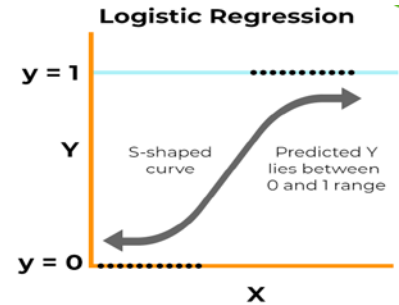 Logistic Regression
y = 1
Y
S-shaped
curve
Predicted Y
lies between
0 and 1 range
y = 0
X